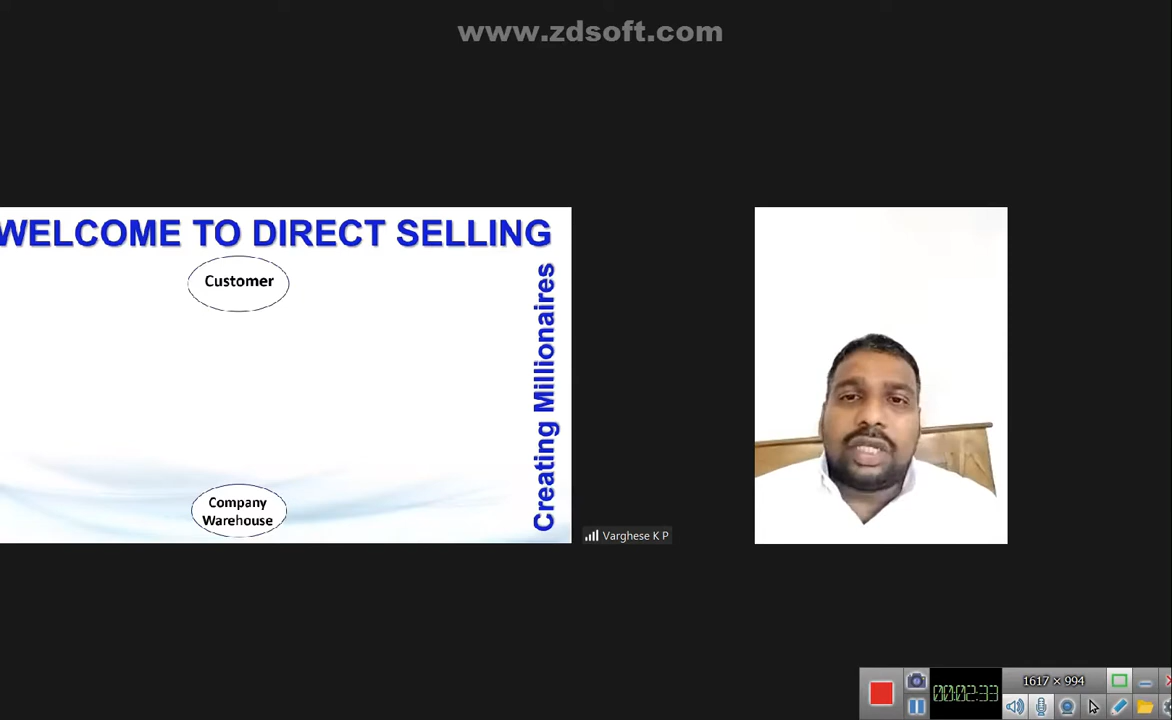 www.zdsoft.com
WELCOME TO DIRECT SELLING
Customer
Creating Millionaires
Company
Warehouse
Varghese K P
00:02:33
1617 × 994